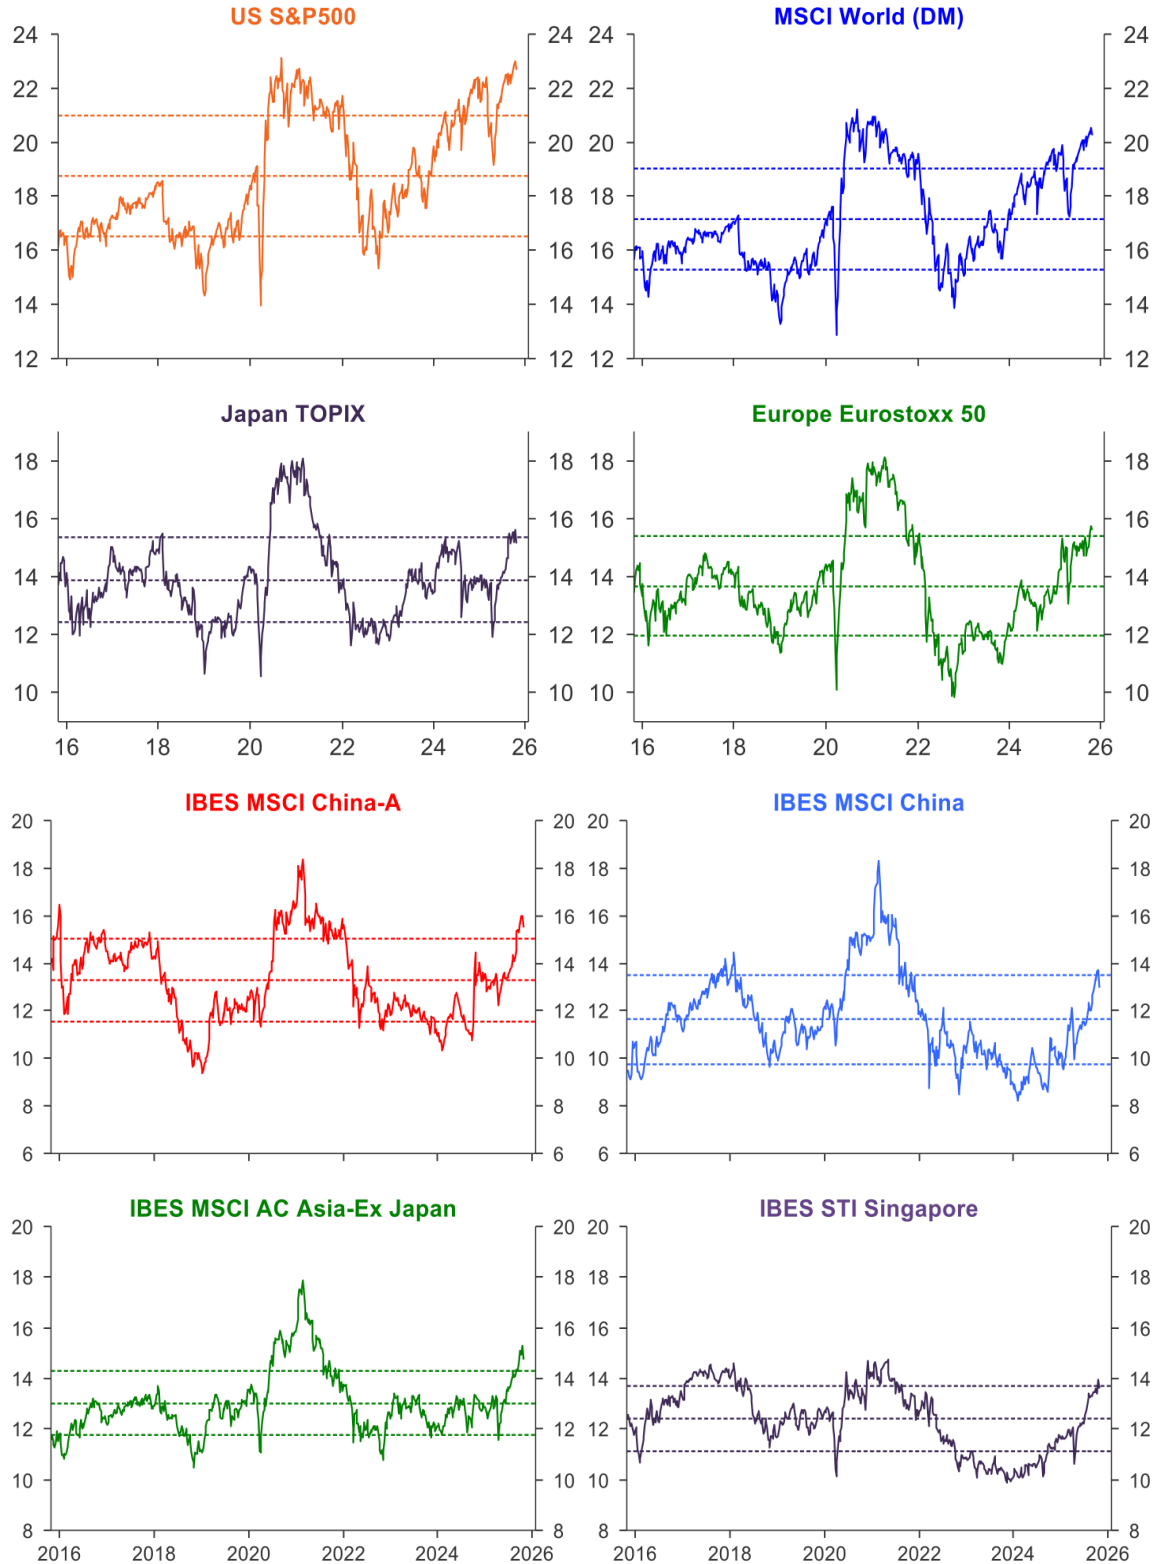 US S&P500
MSCI World (DM)
24 24 24 24
22 22 22 22
20 20 20 20
18 18 18 18
16 16 16 16
14 14 14 14
12 12 12 12
Japan TOPIX
Europe Eurostoxx 50
18 18 18 18
16 16 16 16
14 14 14 14
12 12 12 12
10 10 10 10
16 18 20 22 24 26 16 18 20 22 24 26
IBES MSCI China-A
IBES MSCI China
20 20 20 20
18 18 18 18
16 16 16 16
14 14 14 14
12 12 12 12
10 10 10 10
8 8 8 8
6 6 6 6
IBES MSCI AC Asia-Ex Japan
IBES STI Singapore
20 20 20 20
18 18 18 18
16 16 16 16
14 14 14 14
12 12 12 12
10 10 10 10
8 8 8 8
2016 2018 2020 2022 2024 2026 2016 2018 2020 2022 2024 2026